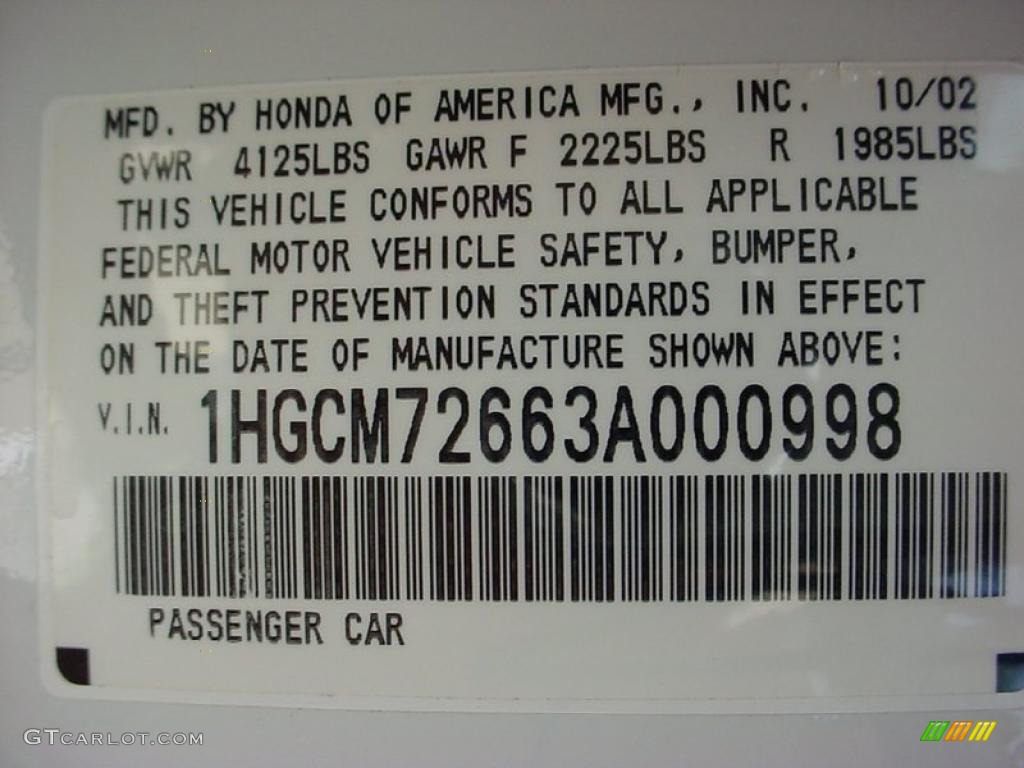 MFD. BY HONDA OF AMERICA MFG., INC. 10/02
GVWR 4125LBS GAWR F 2225LBS R 1985LBS
THIS VEHICLE CONFORMS TO ALL APPLICABLE
FEDERAL MOTOR VEHICLE SAFETY, BUMPER,
AND THEFT PREVENTION STANDARDS IN EFFECT
ON THE DATE OF MANUFACTURE SHOWN ABOVE:
V.I.N. 1HGCM72663A000998
PASSENGER CAR
GTCARLOT.COM